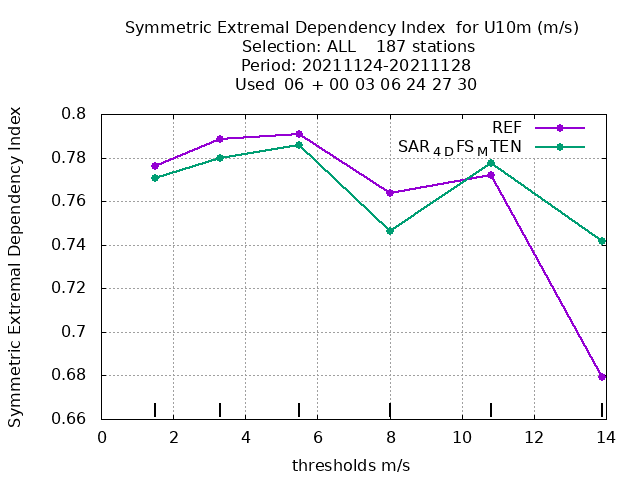 Symmetric Extremal Dependency Index for U10m (m/s)
Selection: ALL 187 stations
Period: 20211124-20211128
Used 06 + 00 03 06 24 27 30
REF
SAR4DFSMTEN
Symmetric Extremal Dependency Index
0.8
0.78
0.76
0.74
0.72
0.7
0.68
0.66
0 2 4 6 8 10 12 14
thresholds m/s